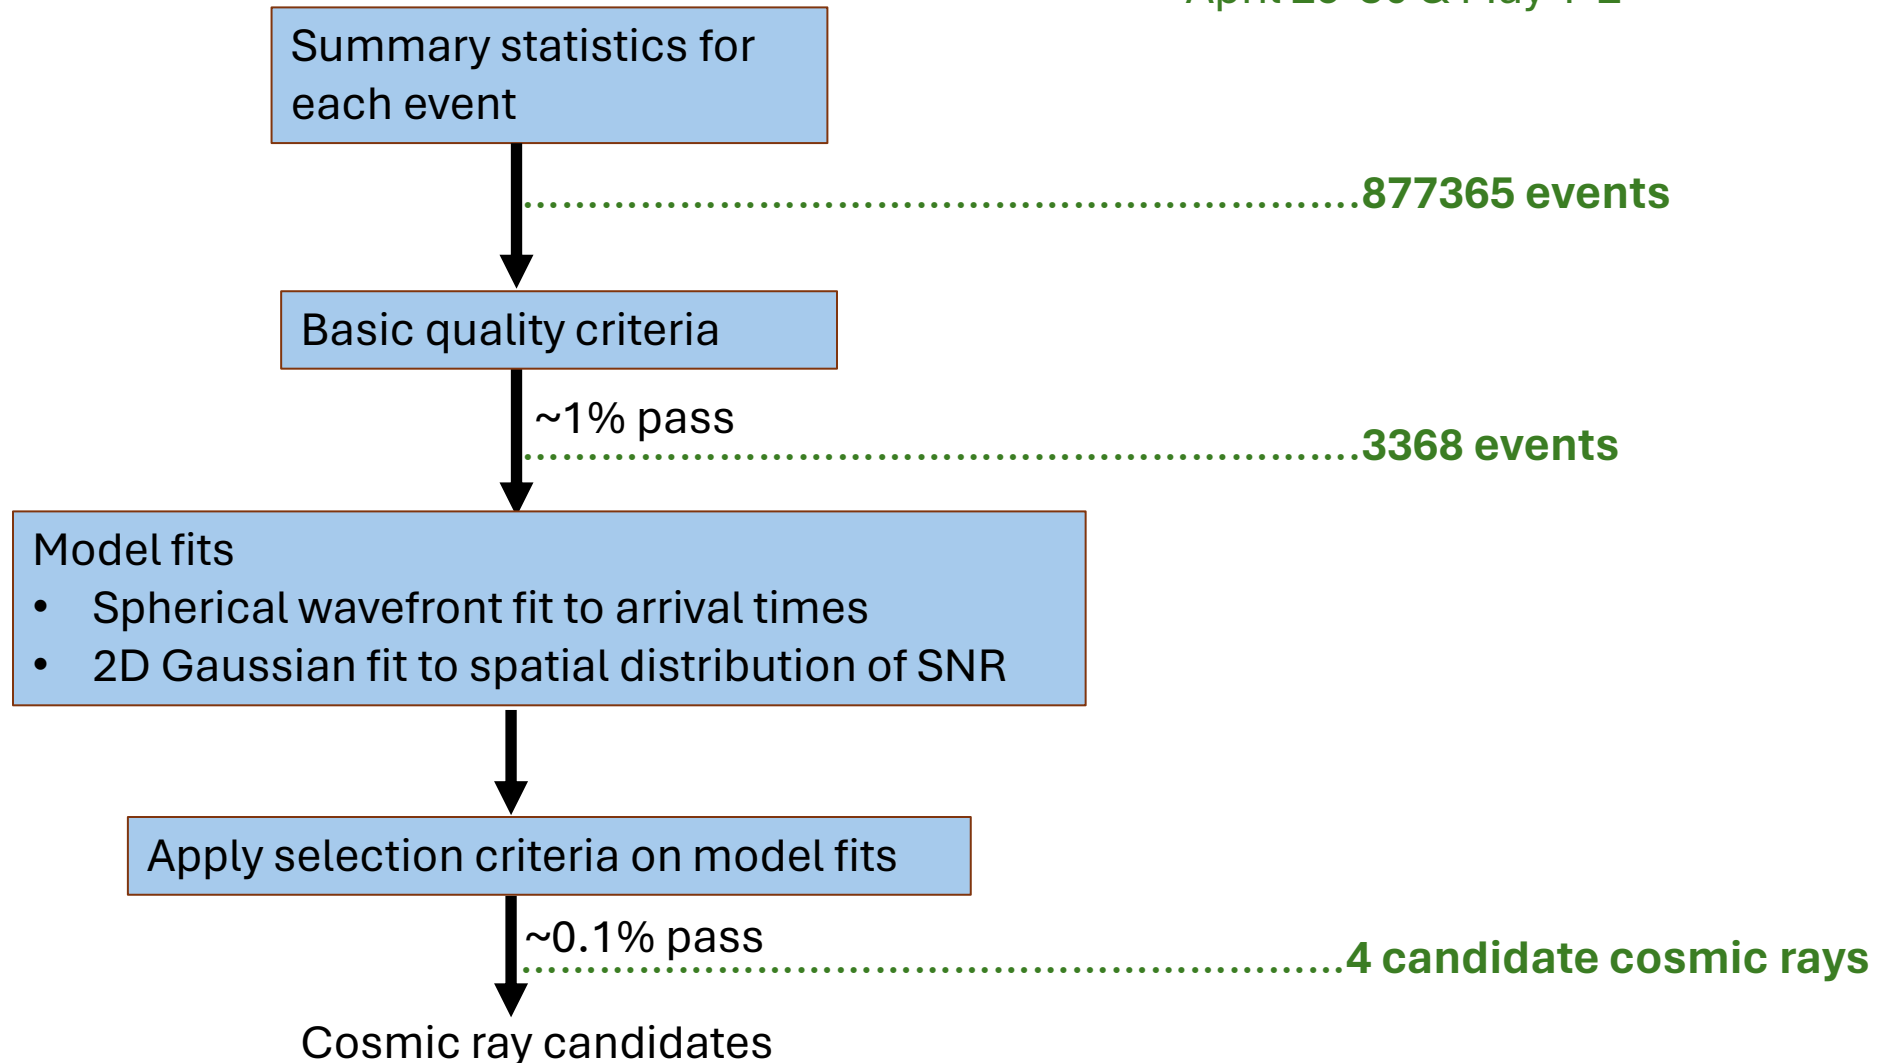 Summary statistics for
each event
877365 events
Basic quality criteria
~1% pass
3368 events
Model fits
• Spherical wavefront fit to arrival times
• 2D Gaussian fit to spatial distribution of SNR
Apply selection criteria on model fits
~0.1% pass
4 candidate cosmic rays
Cosmic ray candidates